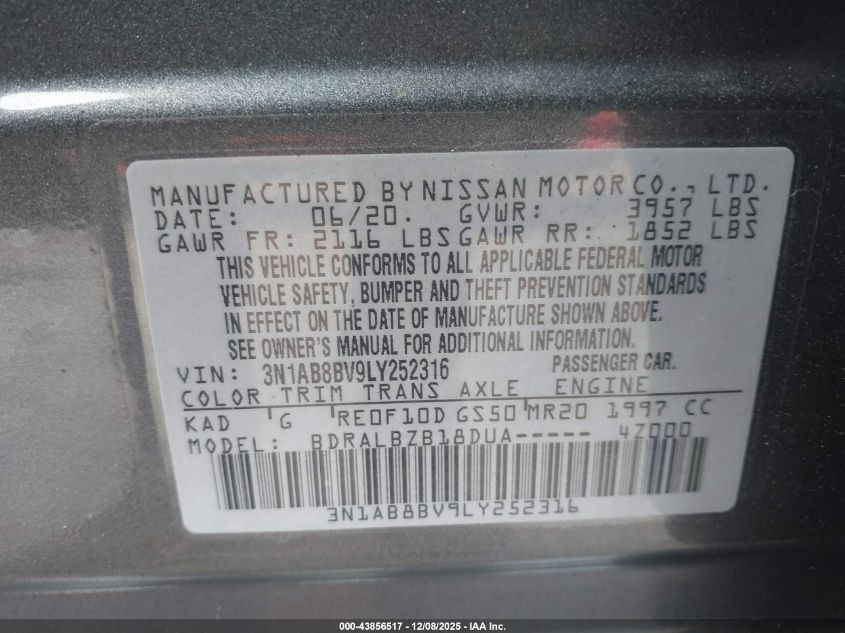 MANUFACTURED BY NISSAN MOTOR CO., LTD.
DATE: 06/20. GVWR: 3957 LBS
GAWR FR: 2116 LBS GAWR RR: 1852 LBS
THIS VEHICLE CONFORMS TO ALL APPLICABLE FEDERAL MOTOR
VEHICLE SAFETY, BUMPER AND THEFT PREVENTION STANDARDS
IN EFFECT ON THE DATE OF MANUFACTURE SHOWN ABOVE.
SEE OWNER'S MANUAL FOR ADDITIONAL INFORMATION.
VIN: 3N1AB8BV9LY252316 PASSENGER CAR.
COLOR TRIM TRANS AXLE ENGINE
KAD G RE0F10D GS50 MR20 1997 CC
MODEL: BDRALBZB18DUA----- 4Z000
3N1AB8BV9LY252316
000-43856517 - 12/08/2025 - IAA Inc.